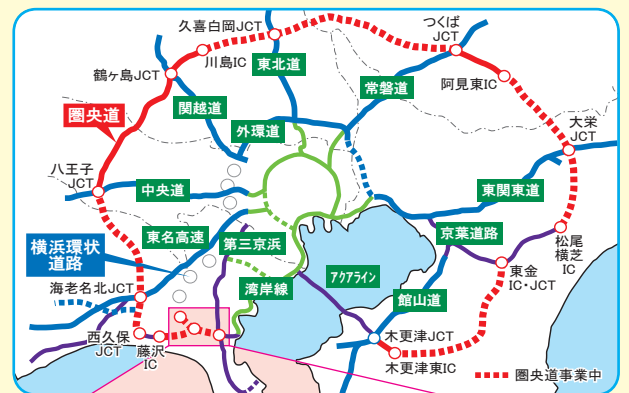 久喜白岡JCT
つくば
JCT
鶴ヶ島JCT
川島IC
東北道
阿見東IC
常磐道
関越道
圏央道
外環道
大栄
JCT
八王子
JCT
中央道
東関東道
東名高速
第三京浜
京葉道路
横浜環状
道路
松尾
横芝
IC
アクアライン
東金
IC・JCT
海老名北JCT
湾岸線
館山道
西久保
JCT
藤沢
IC
木更津JCT
木更津東IC
圏央道事業中